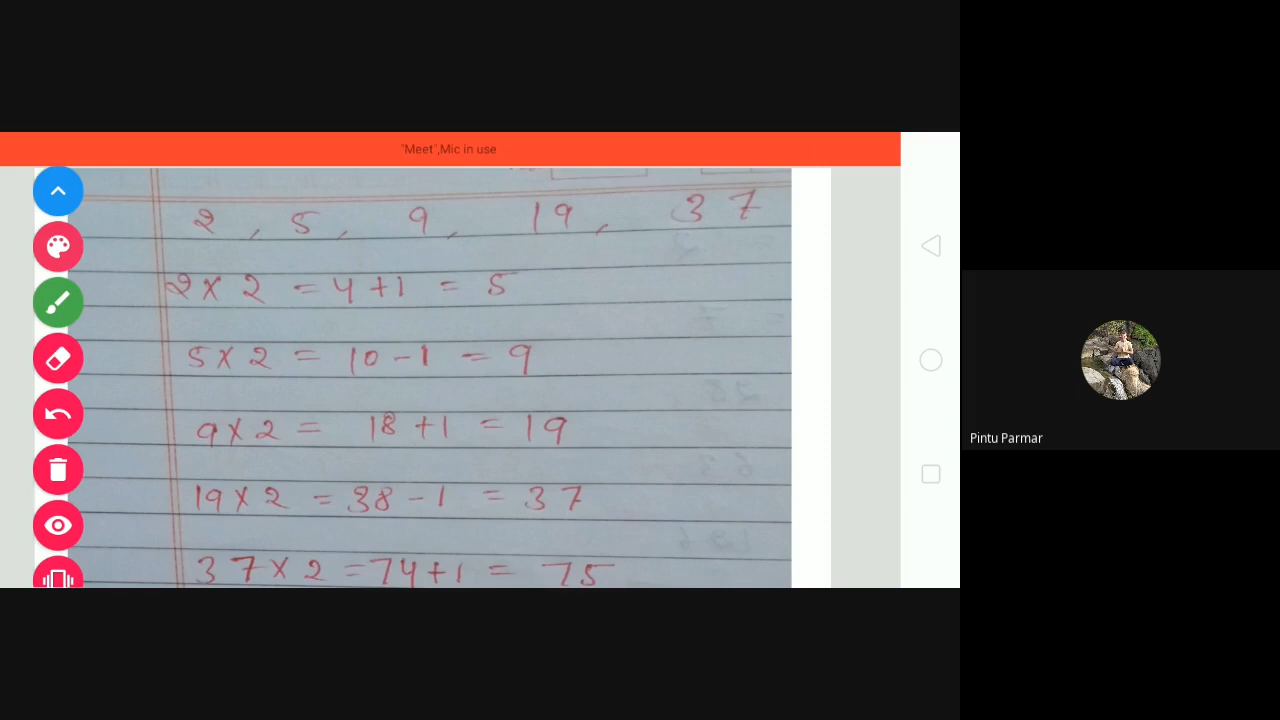 "Meet",Mic in use
2 , 5 , 9 , 19 , 37
2 × 2 = 4 + 1 = 5
5 × 2 = 10 - 1 = 9
9 × 2 = 18 + 1 = 19
19 × 2 = 38 - 1 = 37
37 × 2 = 74 + 1 = 75
Pintu Parmar